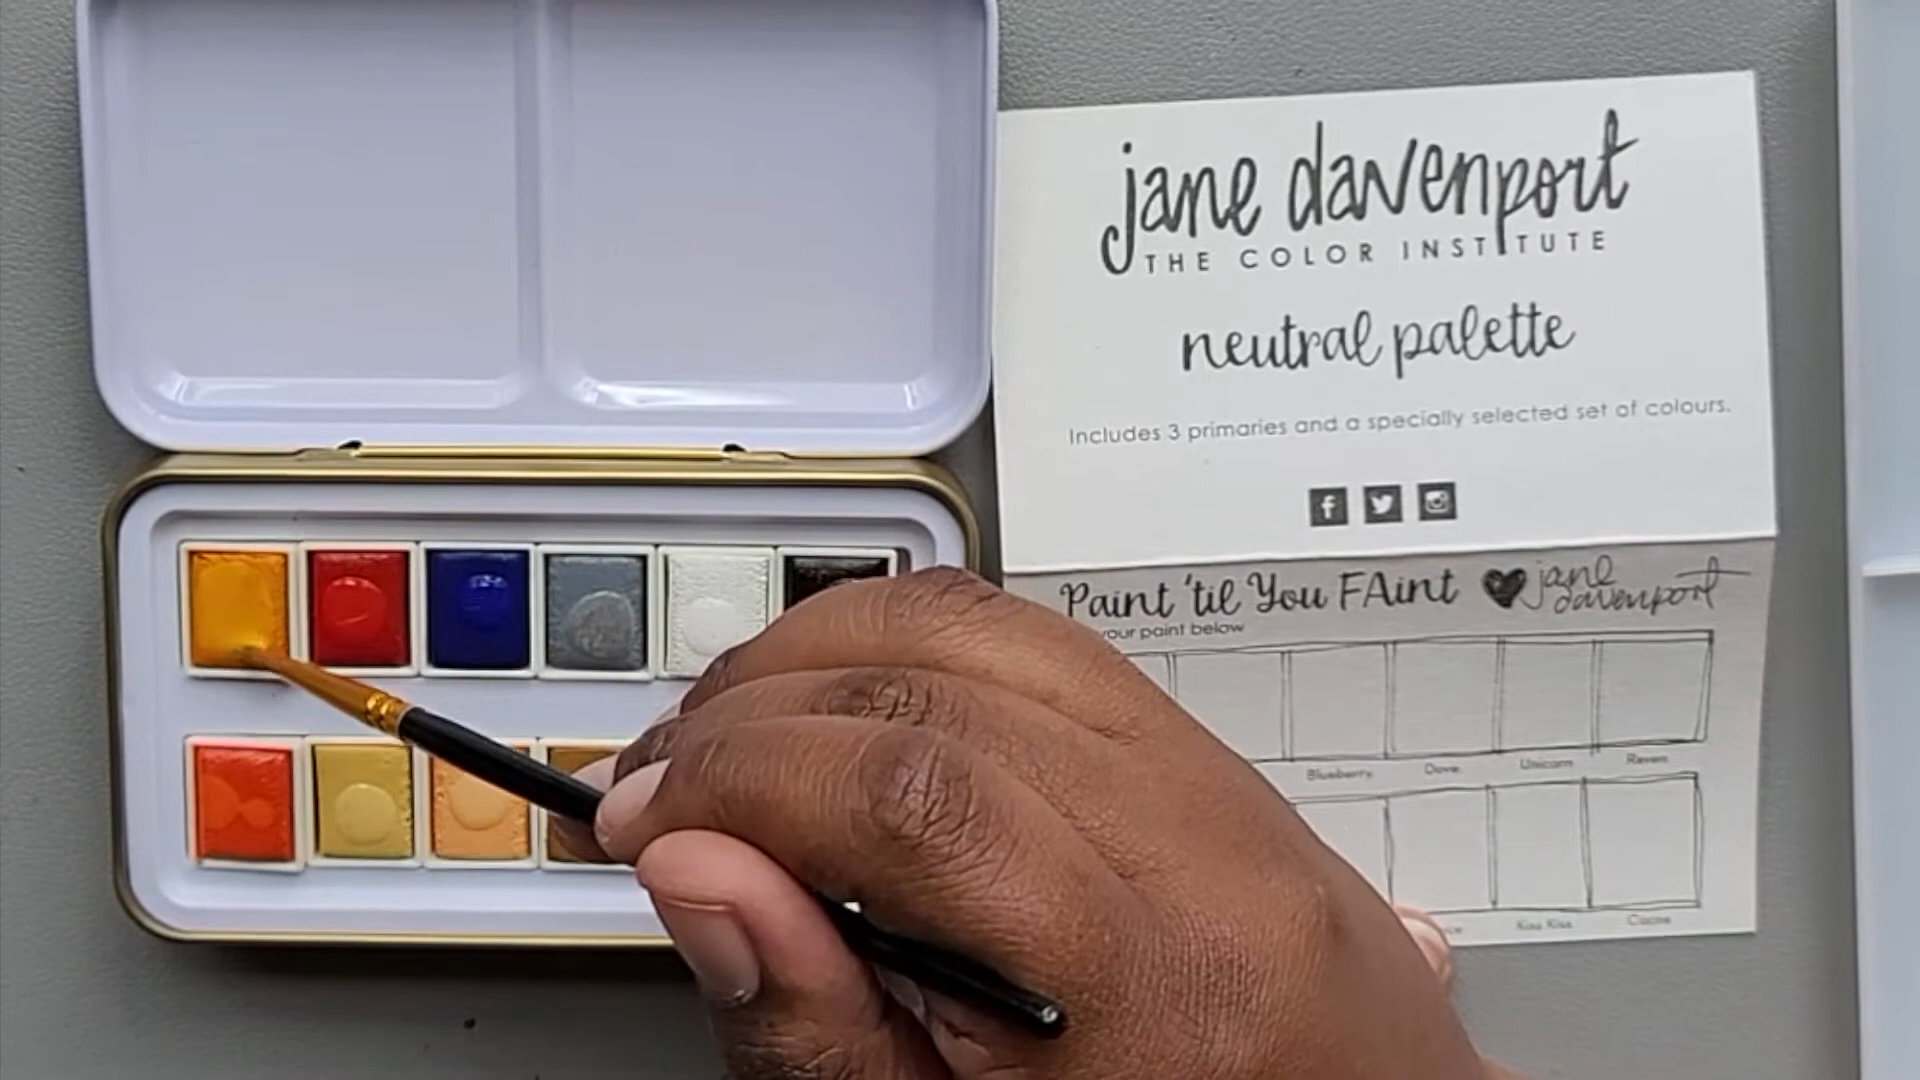 jane davenport
THE COLOR INSTITUTE
neutral palette
Includes 3 primaries and a specially selected set of colours.
Paint 'til You FAint jane davenport
your paint below
Blueberry Dove Unicorn Raven
Kiss Kiss Cocoa